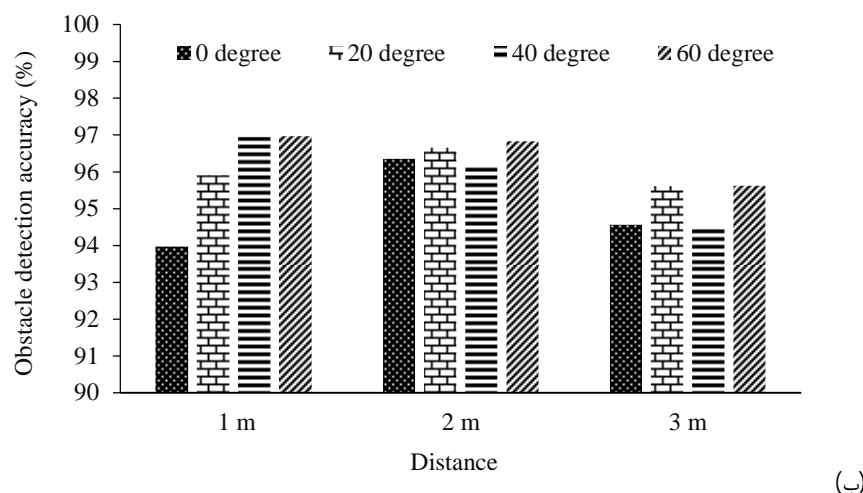 100
99
98
97
96
95
94
93
92
91
90
Obstacle detection accuracy (%)
0 degree 20 degree 40 degree 60 degree
1 m 2 m 3 m
Distance
(ب)